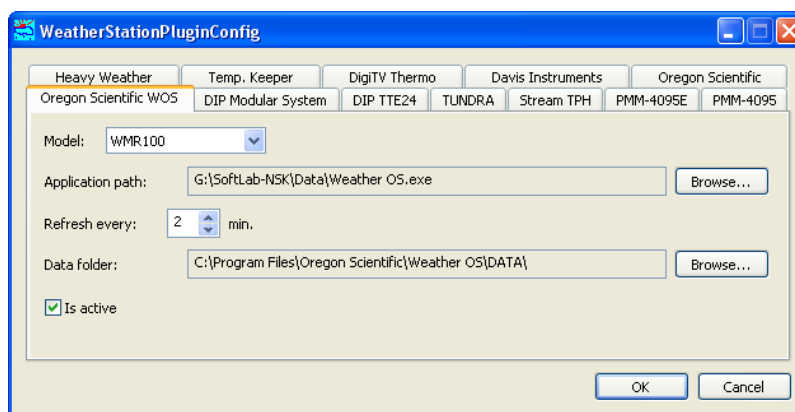 WeatherStationPluginConfig
Heavy Weather Temp. Keeper DigiTV Thermo Davis Instruments Oregon Scientific
Oregon Scientific WOS DIP Modular System DIP TTE24 TUNDRA Stream TPH PMM-4095E PMM-4095
Model: WMR100
Application path: G:\SoftLab-NSK\Data\Weather OS.exe Browse...
Refresh every: 2 min.
Data folder: C:\Program Files\Oregon Scientific\Weather OS\DATA\ Browse...
Is active
OK Cancel